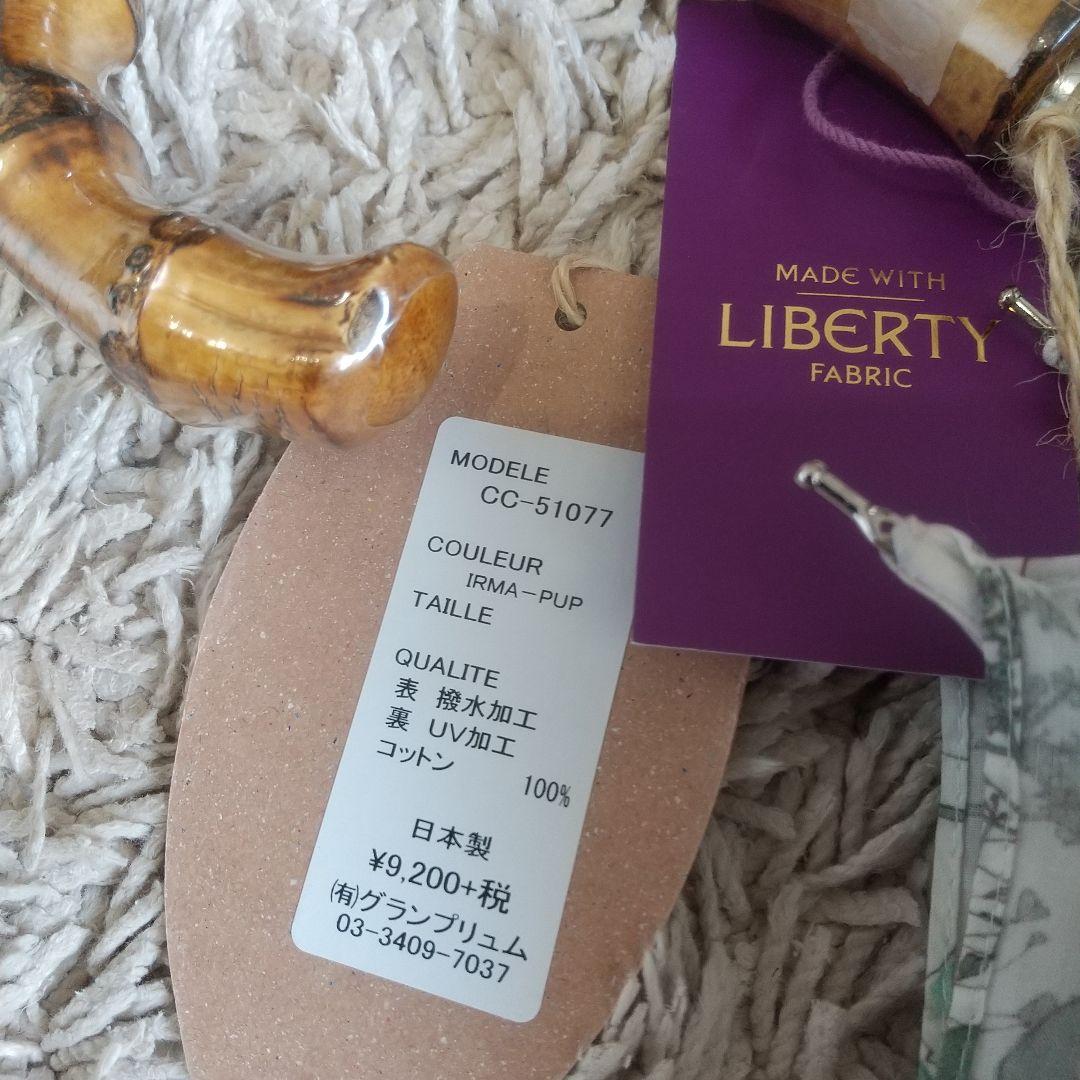 MADE WITH
LIBERTY
FABRIC
MODELE
CC-51077
COULEUR
IRMA-PUP
TAILLE
QUALITE
表 撥水加工
裏 UV加工
コットン
100%
日本製
¥9,200+税
(有)グランプリュム
03-3409-7037